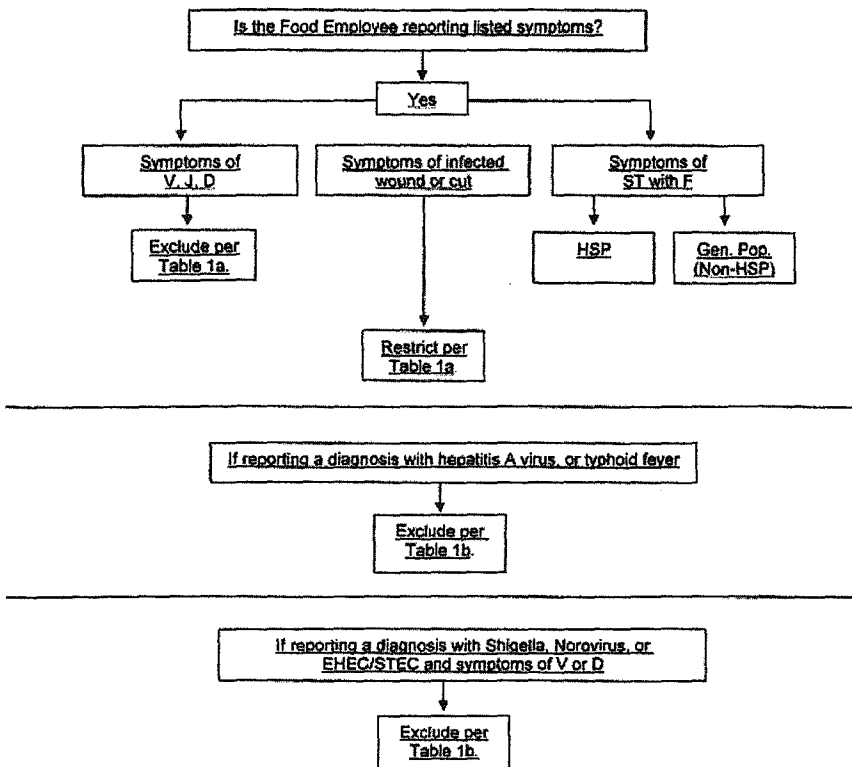 Is the Food Employee reporting listed symptoms?
Yes
Symptoms of
V, J, D
Symptoms of infected
wound or cut
Symptoms of
ST with F
Exclude per
Table 1a.
HSP
Gen. Pop.
(Non-HSP)
Restrict per
Table 1a
If reporting a diagnosis with hepatitis A virus, or typhoid fever
Exclude per
Table 1b.
If reporting a diagnosis with Shigella, Norovirus, or
EHEC/STEC and symptoms of V or D
Exclude per
Table 1b.